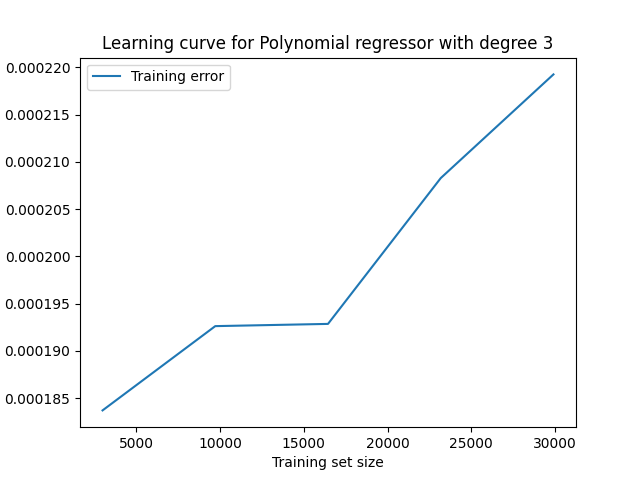 Learning curve for Polynomial regressor with degree 3
Training error
0.000220
0.000215
0.000210
0.000205
0.000200
0.000195
0.000190
0.000185
5000 10000 15000 20000 25000 30000
Training set size